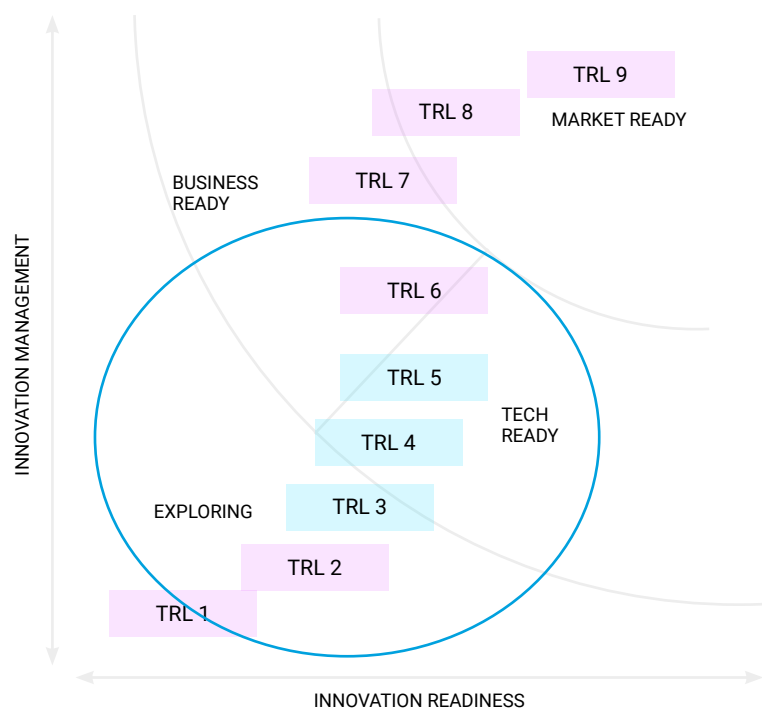 TRL 9
TRL 8
MARKET READY
TRL 7
BUSINESS
READY
TRL 6
TRL 5
TECH
READY
TRL 4
TRL 3
EXPLORING
TRL 2
TRL 1
INNOVATION MANAGEMENT
INNOVATION READINESS